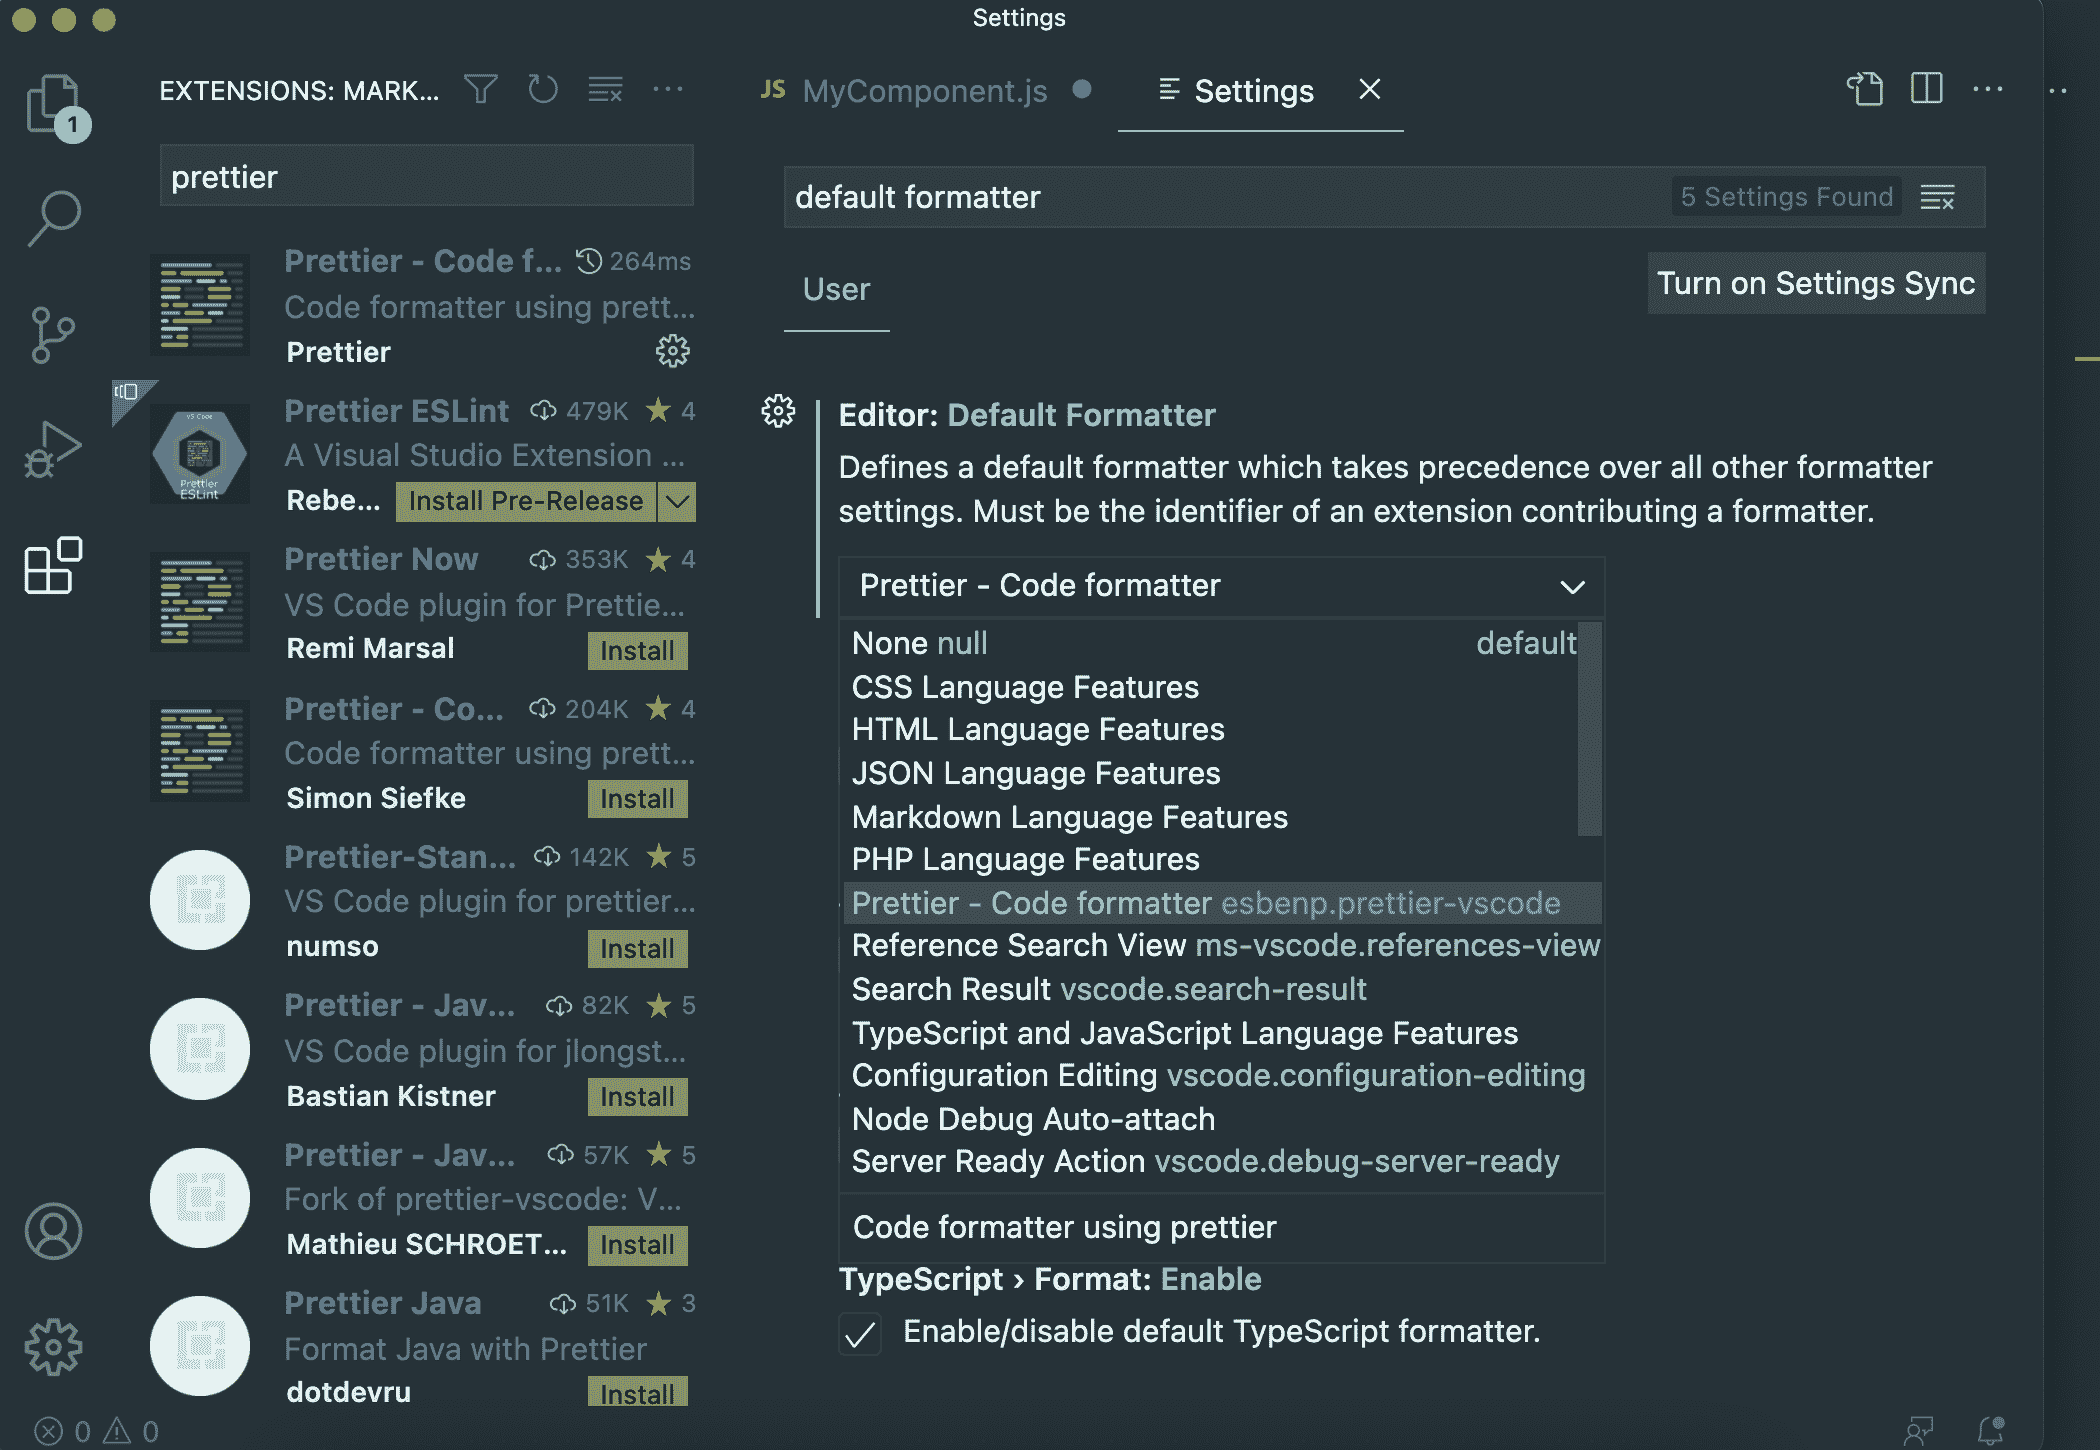 Settings
1
EXTENSIONS: MARK...
prettier
Prettier - Code f... 264ms
Code formatter using prett...
Prettier
VS Code
Prettier
ESLint
Prettier ESLint 479K 4
A Visual Studio Extension ...
Rebe... Install Pre-Release
Prettier Now 353K 4
VS Code plugin for Prettie...
Remi Marsal Install
Prettier - Co... 204K 4
Code formatter using prett...
Simon Siefke Install
Prettier-Stan... 142K 5
VS Code plugin for prettier...
numso Install
Prettier - Jav... 82K 5
VS Code plugin for jlongst...
Bastian Kistner Install
Prettier - Jav... 57K 5
Fork of prettier-vscode: V...
Mathieu SCHROET... Install
Prettier Java 51K 3
Format Java with Prettier
dotdevru Install
0 0
JS MyComponent.js
Settings
default formatter 5 Settings Found
User
Turn on Settings Sync
Editor: Default Formatter
Defines a default formatter which takes precedence over all other formatter
settings. Must be the identifier of an extension contributing a formatter.
Prettier - Code formatter
None null default
CSS Language Features
HTML Language Features
JSON Language Features
Markdown Language Features
PHP Language Features
Prettier - Code formatter esbenp.prettier-vscode
Reference Search View ms-vscode.references-view
Search Result vscode.search-result
TypeScript and JavaScript Language Features
Configuration Editing vscode.configuration-editing
Node Debug Auto-attach
Server Ready Action vscode.debug-server-ready
Code formatter using prettier
TypeScript › Format: Enable
Enable/disable default TypeScript formatter.